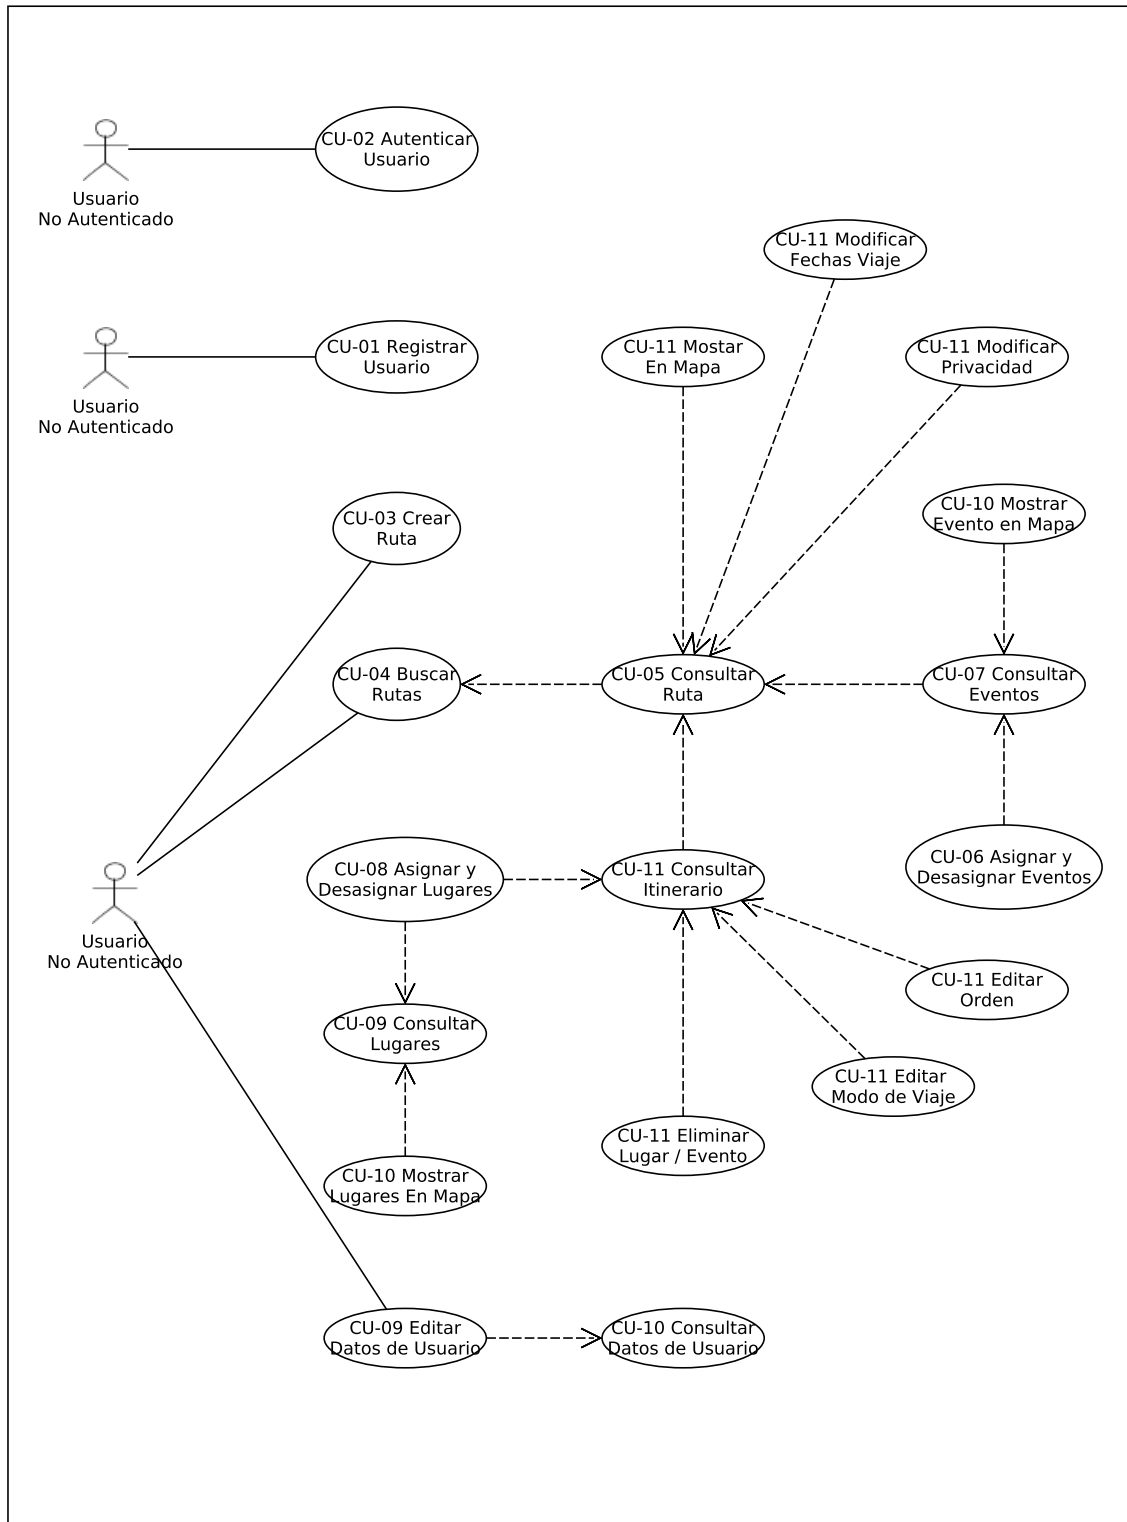 CU-02 Autenticar
Usuario
Usuario
No Autenticado
CU-11 Modificar
Fechas Viaje
CU-01 Registrar
Usuario
CU-11 Mostar
En Mapa
CU-11 Modificar
Privacidad
Usuario
No Autenticado
CU-03 Crear
Ruta
CU-10 Mostrar
Evento en Mapa
CU-04 Buscar
Rutas
CU-05 Consultar
Ruta
CU-07 Consultar
Eventos
CU-08 Asignar y
Desasignar Lugares
CU-11 Consultar
Itinerario
CU-06 Asignar y
Desasignar Eventos
Usuario
No Autenticado
CU-11 Editar
Orden
CU-09 Consultar
Lugares
CU-11 Editar
Modo de Viaje
CU-11 Eliminar
Lugar / Evento
CU-10 Mostrar
Lugares En Mapa
CU-09 Editar
Datos de Usuario
CU-10 Consultar
Datos de Usuario